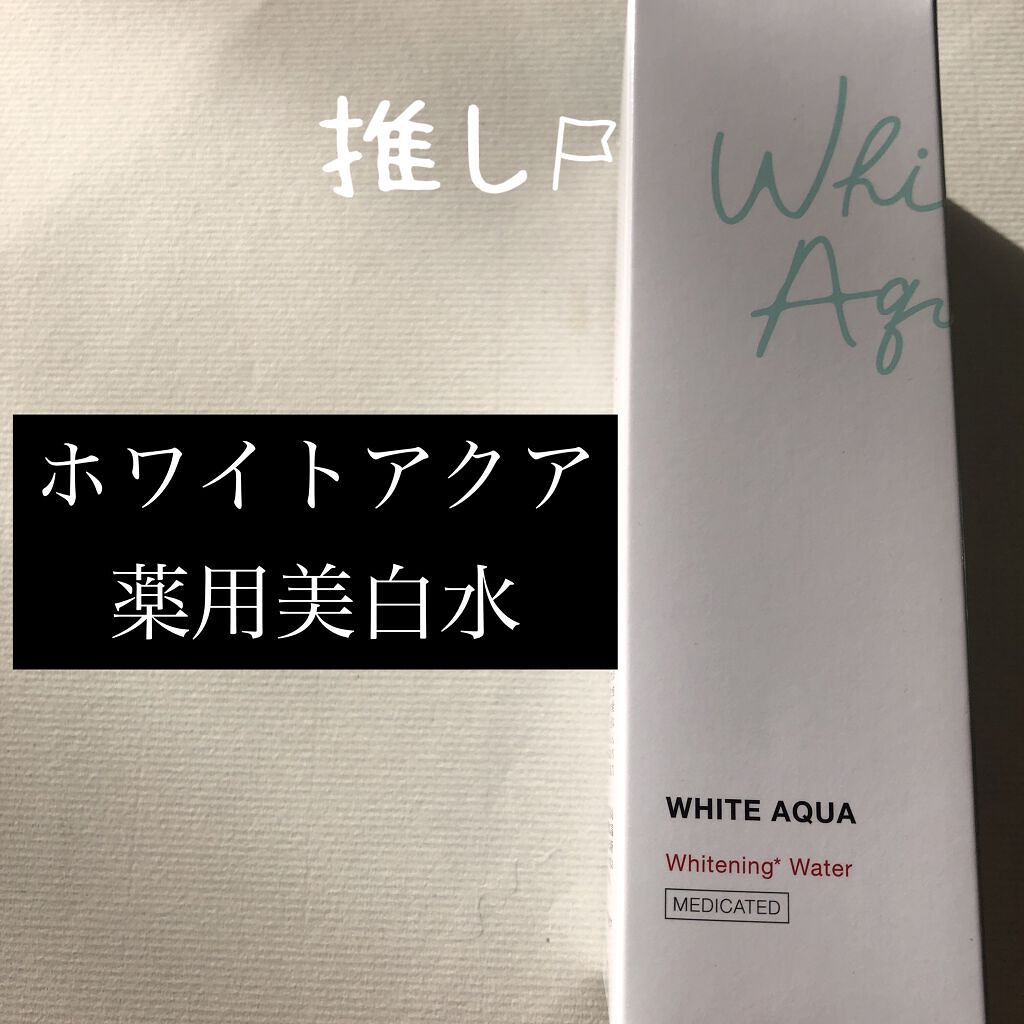 推し
Whi
Aqu
ホワイトアクア
薬用美白水
WHITE AQUA
Whitening* Water
MEDICATED